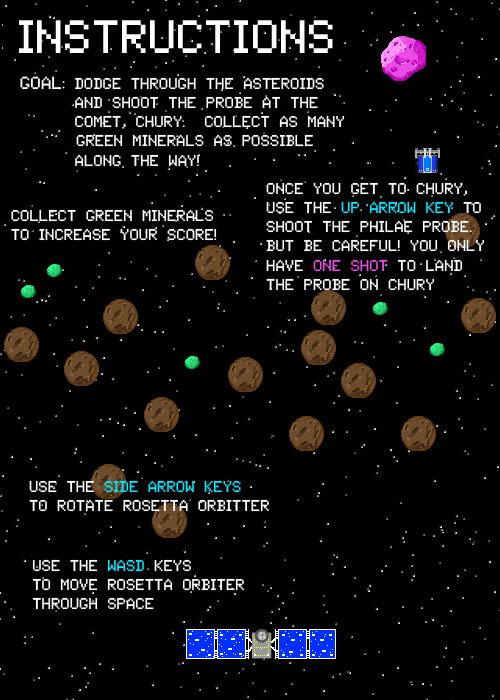 INSTRUCTIONS
GOAL: DODGE THROUGH THE ASTEROIDS
AND SHOOT THE PROBE AT THE
COMET, CHURY. COLLECT AS MANY
GREEN MINERALS AS POSSIBLE
ALONG THE WAY!
ONCE YOU GET TO CHURY,
USE THE UP ARROW KEY TO
SHOOT THE PHILAE PROBE.
BUT BE CAREFUL! YOU ONLY
HAVE ONE SHOT TO LAND
THE PROBE ON CHURY
COLLECT GREEN MINERALS
TO INCREASE YOUR SCORE!
USE THE SIDE ARROW KEYS
TO ROTATE ROSETTA ORBITTER
USE THE WASD KEYS
TO MOVE ROSETTA ORBITER
THROUGH SPACE